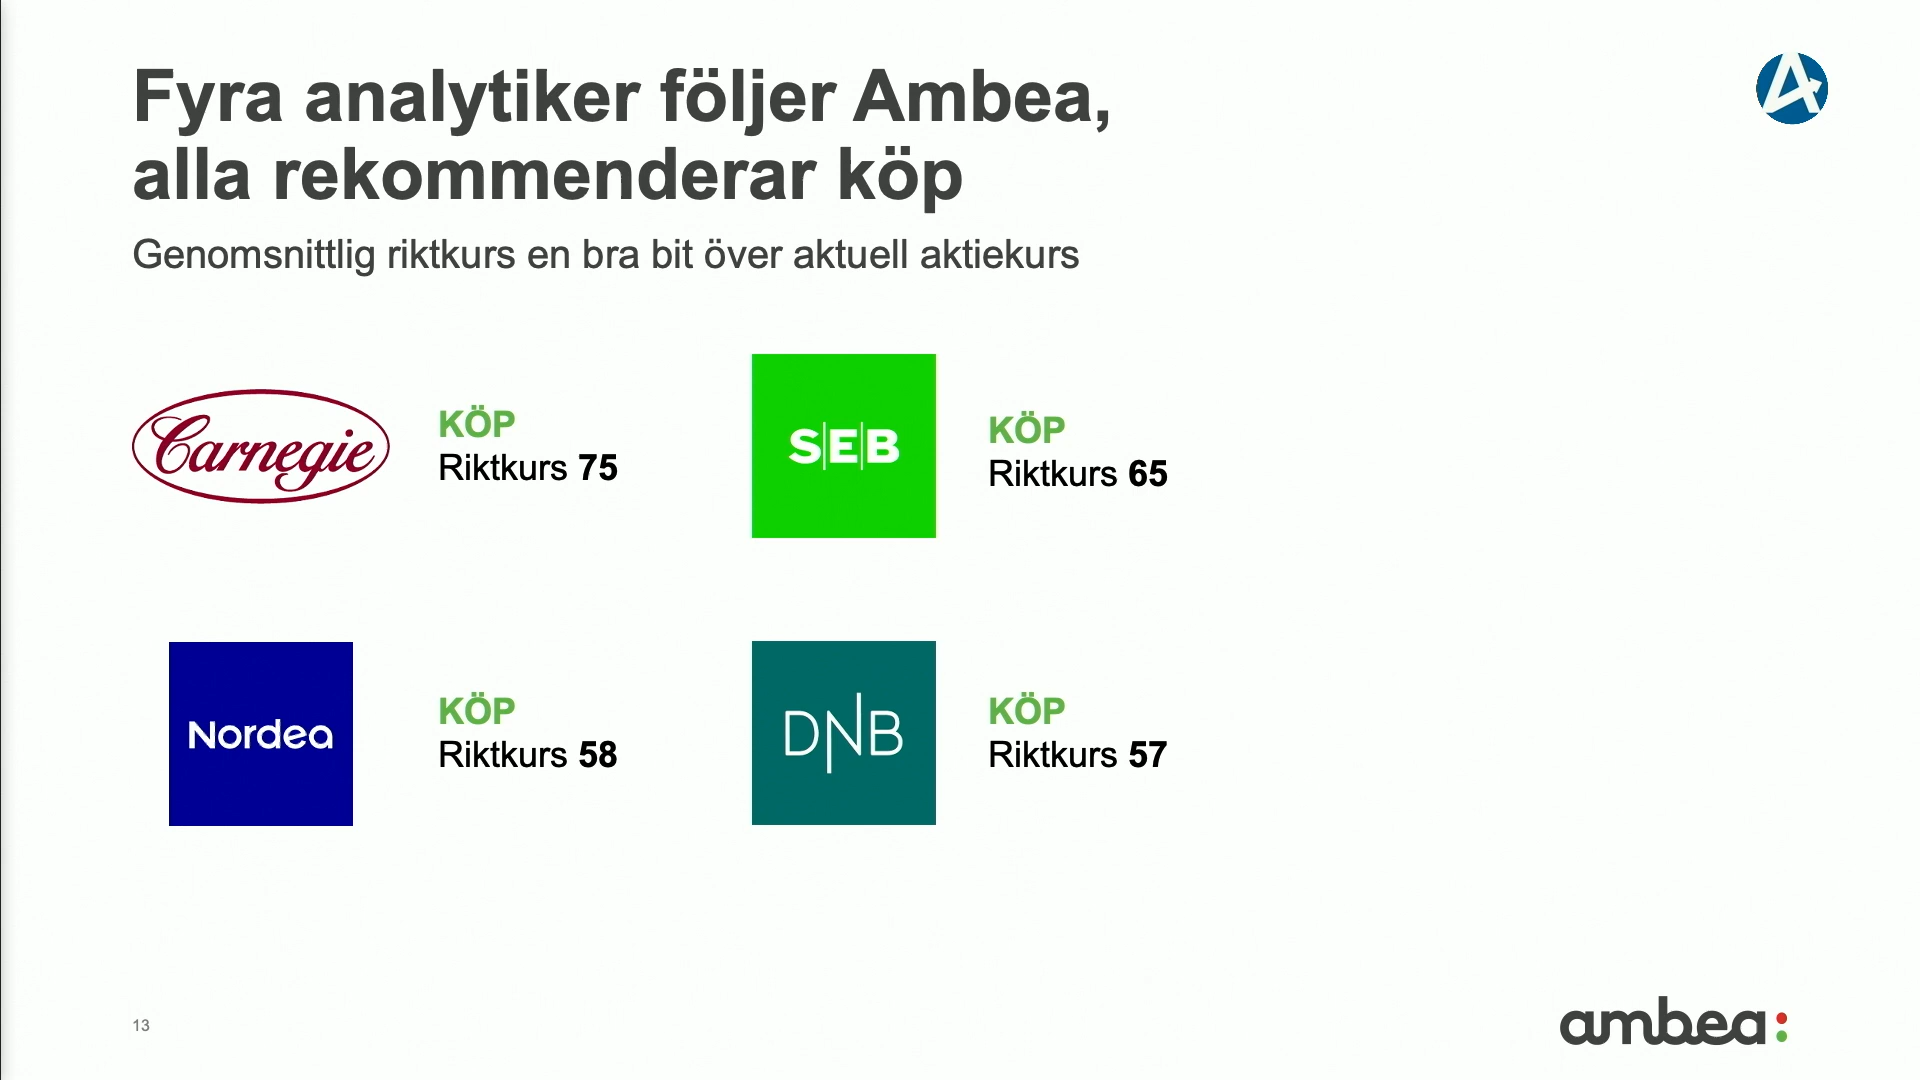 Fyra analytiker följer Ambea,
alla rekommenderar köp
Genomsnittlig riktkurs en bra bit över aktuell aktiekurs
Carnegie
KÖP
Riktkurs 75
S|E|B
KÖP
Riktkurs 65
Nordea
KÖP
Riktkurs 58
DNB
KÖP
Riktkurs 57
13
ambea: